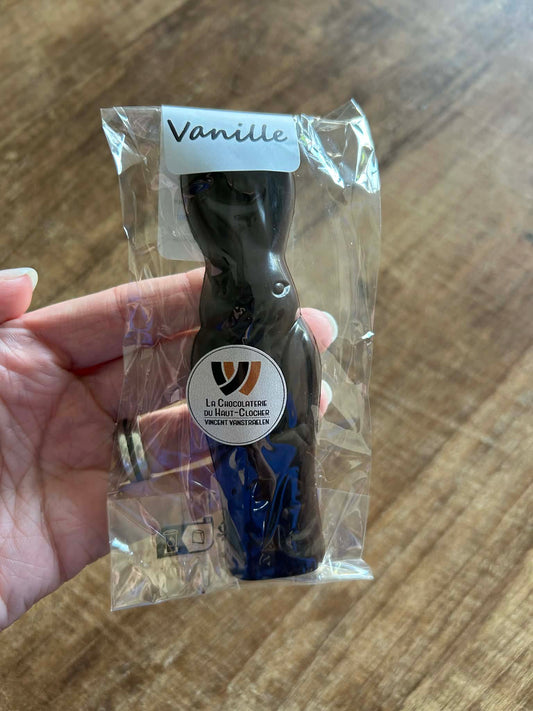 Vanille
La Chocolaterie
du Haut-Clocher
Vincent Vanstraelen